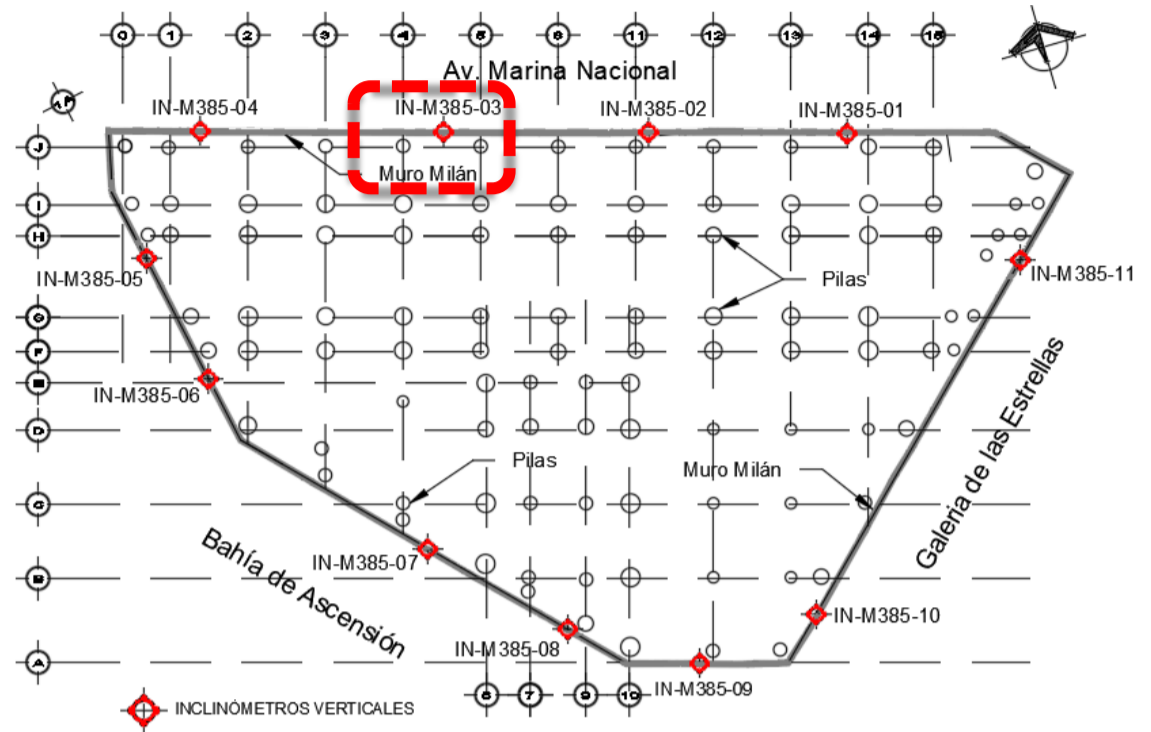 0 1 2 3 4 5 8 11 12 13 14 15
Av. Marina Nacional
IN-M385-04
IN-M385-03
IN-M385-02
IN-M385-01
J
Muro Milán
I
H
IN-M385-05
Pilas
IN-M385-11
G
F
E
IN-M385-06
D
Pilas
Muro Milán
Galeria de las Estrellas
C
Bahía de Ascensión
IN-M385-07
B
IN-M385-10
IN-M385-08
A
IN-M385-09
6 7 9 10
INCLINÓMETROS VERTICALES